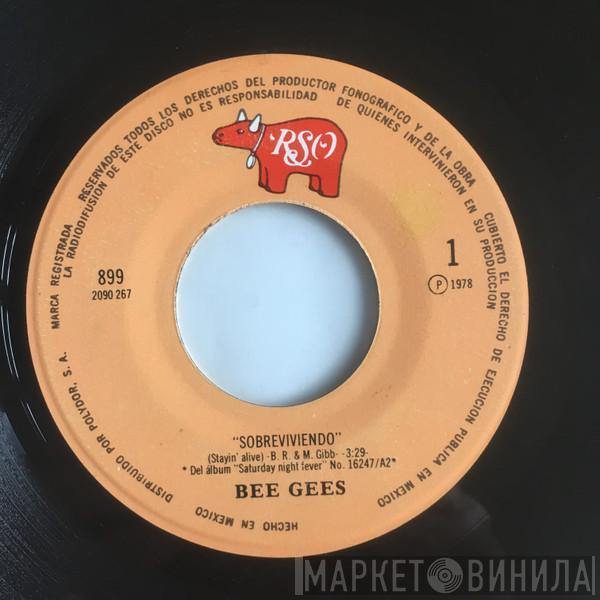 RESERVADOS TODOS LOS DERECHOS DEL PRODUCTOR FONOGRAFICO Y DE LA OBRA
LA RADIODIFUSIÓN DE ESTE DISCO NO ES RESPONSABILIDAD DE QUIENES INTERVINIERON EN SU PRODUCCION
CUBIERTO EL DERECHO DE EJECUCION PUBLICA EN MEXICO
MARCA REGISTRADA
RSO
899
2090 267
1
Ⓟ 1978
"SOBREVIVIENDO"
(Stayin' alive) -B. R. & M. Gibb- -3:29-
* Del álbum "Saturday night fever" No. 16247/A2*
BEE GEES
DISTRIBUIDO POR POLYDOR, S. A.
HECHO EN MEXICO
МАРКЕТ ВИНИЛА